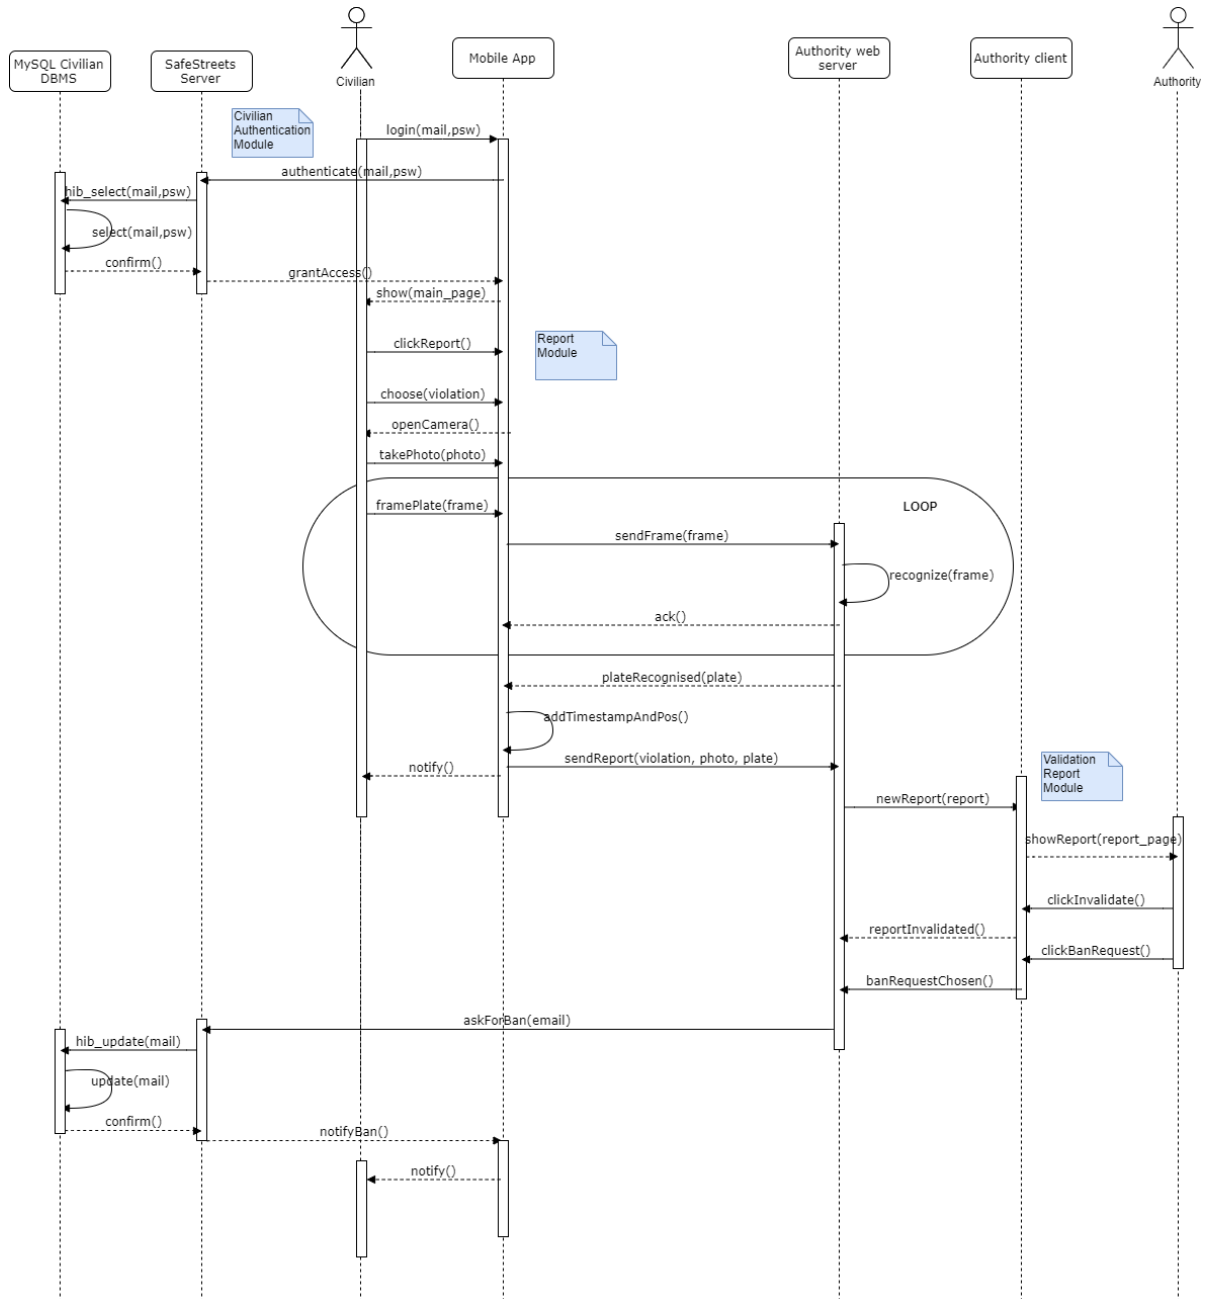 MySQL Civilian
DBMS
SafeStreets
Server
Civilian
Mobile App
Authority web
server
Authority client
Authority
Civilian
Authentication
Module
login(mail,psw)
authenticate(mail,psw)
hib_select(mail,psw)
select(mail,psw)
confirm()
grantAccess()
show(main_page)
Report
Module
clickReport()
choose(violation)
openCamera()
takePhoto(photo)
LOOP
framePlate(frame)
sendFrame(frame)
recognize(frame)
ack()
plateRecognised(plate)
addTimestampAndPos()
sendReport(violation, photo, plate)
notify()
Validation
Report
Module
newReport(report)
showReport(report_page)
clickInvalidate()
reportInvalidated()
clickBanRequest()
banRequestChosen()
askForBan(email)
hib_update(mail)
update(mail)
confirm()
notifyBan()
notify()